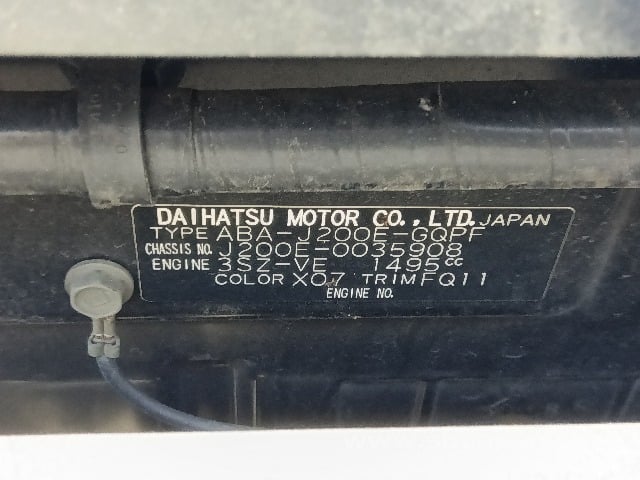 DAIHATSU MOTOR CO., LTD. JAPAN
TYPE ABA-J200E-GQPF
CHASSIS NO. J200E-0035908
ENGINE 3SZ-VE 1495cc
COLOR X07 TRIM FQ11
ENGINE NO.